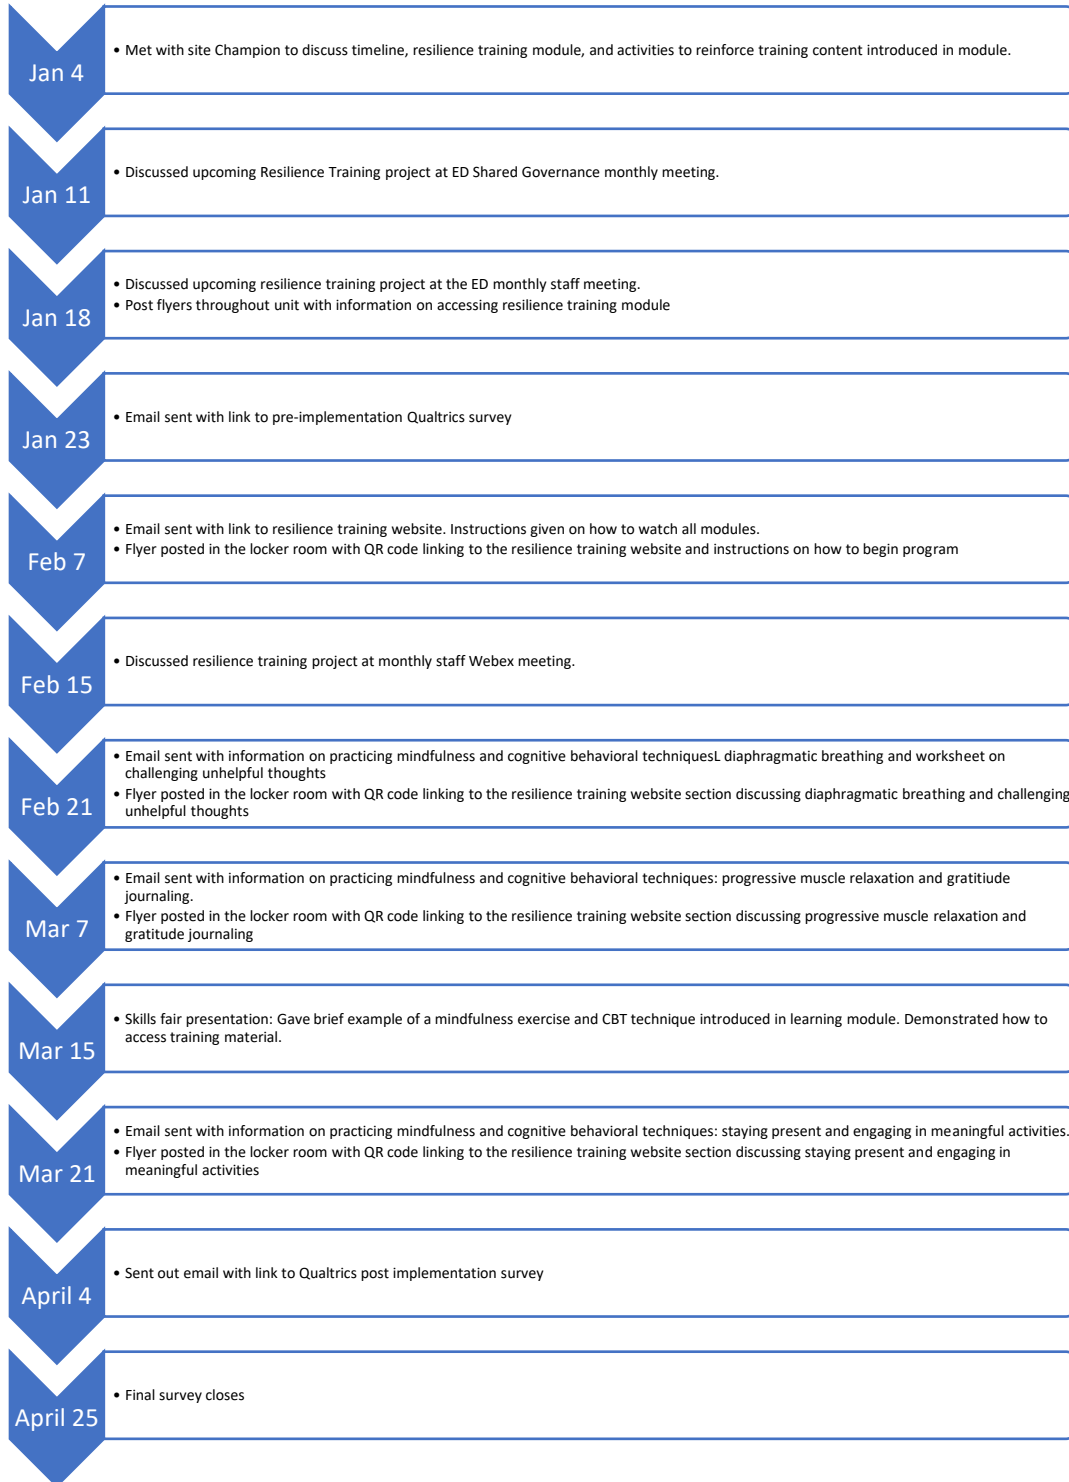 Jan 4
• Met with site Champion to discuss timeline, resilience training module, and activities to reinforce training content introduced in module.
Jan 11
• Discussed upcoming Resilience Training project at ED Shared Governance monthly meeting.
Jan 18
• Discussed upcoming resilience training project at the ED monthly staff meeting.
• Post flyers throughout unit with information on accessing resilience training module
Jan 23
• Email sent with link to pre-implementation Qualtrics survey
Feb 7
• Email sent with link to resilience training website. Instructions given on how to watch all modules.
• Flyer posted in the locker room with QR code linking to the resilience training website and instructions on how to begin program
Feb 15
• Discussed resilience training project at monthly staff Webex meeting.
Feb 21
• Email sent with information on practicing mindfulness and cognitive behavioral techniquesL diaphragmatic breathing and worksheet on
challenging unhelpful thoughts
• Flyer posted in the locker room with QR code linking to the resilience training website section discussing diaphragmatic breathing and challenging
unhelpful thoughts
Mar 7
• Email sent with information on practicing mindfulness and cognitive behavioral techniques: progressive muscle relaxation and gratitiude
journaling.
• Flyer posted in the locker room with QR code linking to the resilience training website section discussing progressive muscle relaxation and
gratitude journaling
Mar 15
• Skills fair presentation: Gave brief example of a mindfulness exercise and CBT technique introduced in learning module. Demonstrated how to
access training material.
Mar 21
• Email sent with information on practicing mindfulness and cognitive behavioral techniques: staying present and engaging in meaningful activities.
• Flyer posted in the locker room with QR code linking to the resilience training website section discussing staying present and engaging in
meaningful activities
April 4
• Sent out email with link to Qualtrics post implementation survey
April 25
• Final survey closes